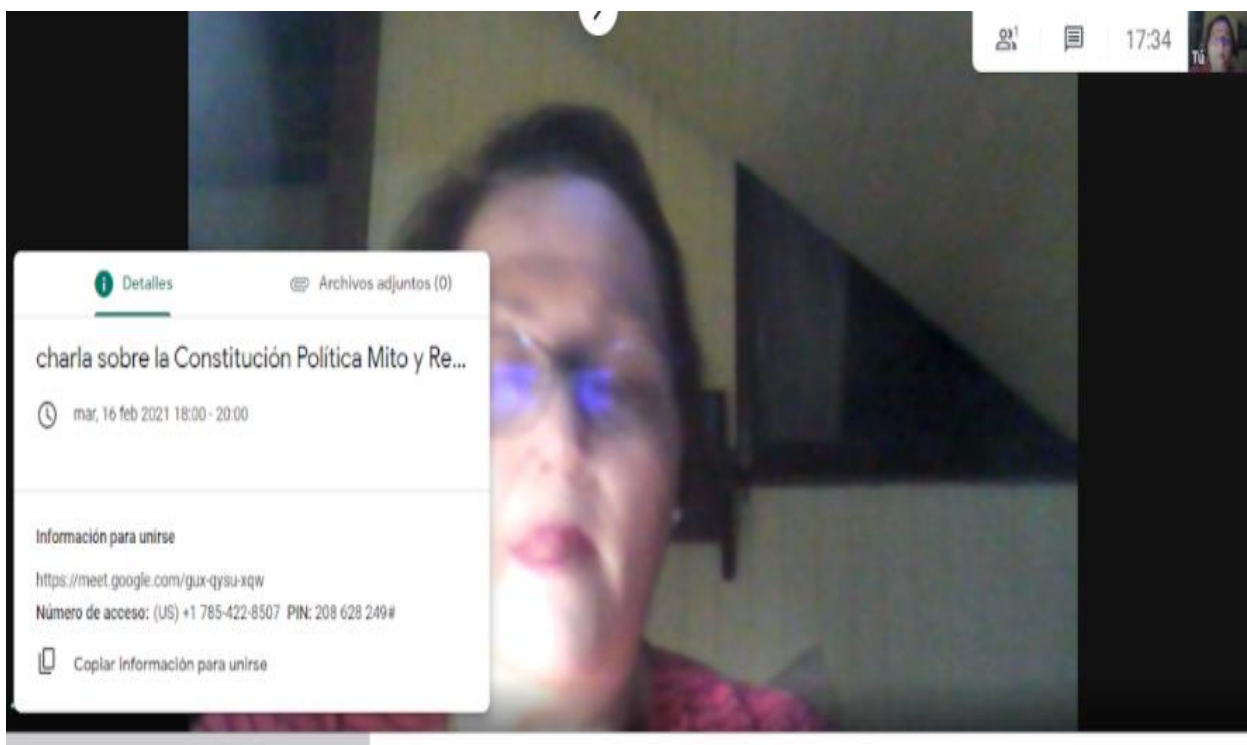 17:34
Tú
Detalles
Archivos adjuntos (0)
charla sobre la Constitución Política Mito y Re...
mar, 16 feb 2021 18:00 - 20:00
Información para unirse
https://meet.google.com/gux-qysu-xqw
Número de acceso: (US) +1 785-422-8507 PIN: 208 628 249#
Copiar información para unirse